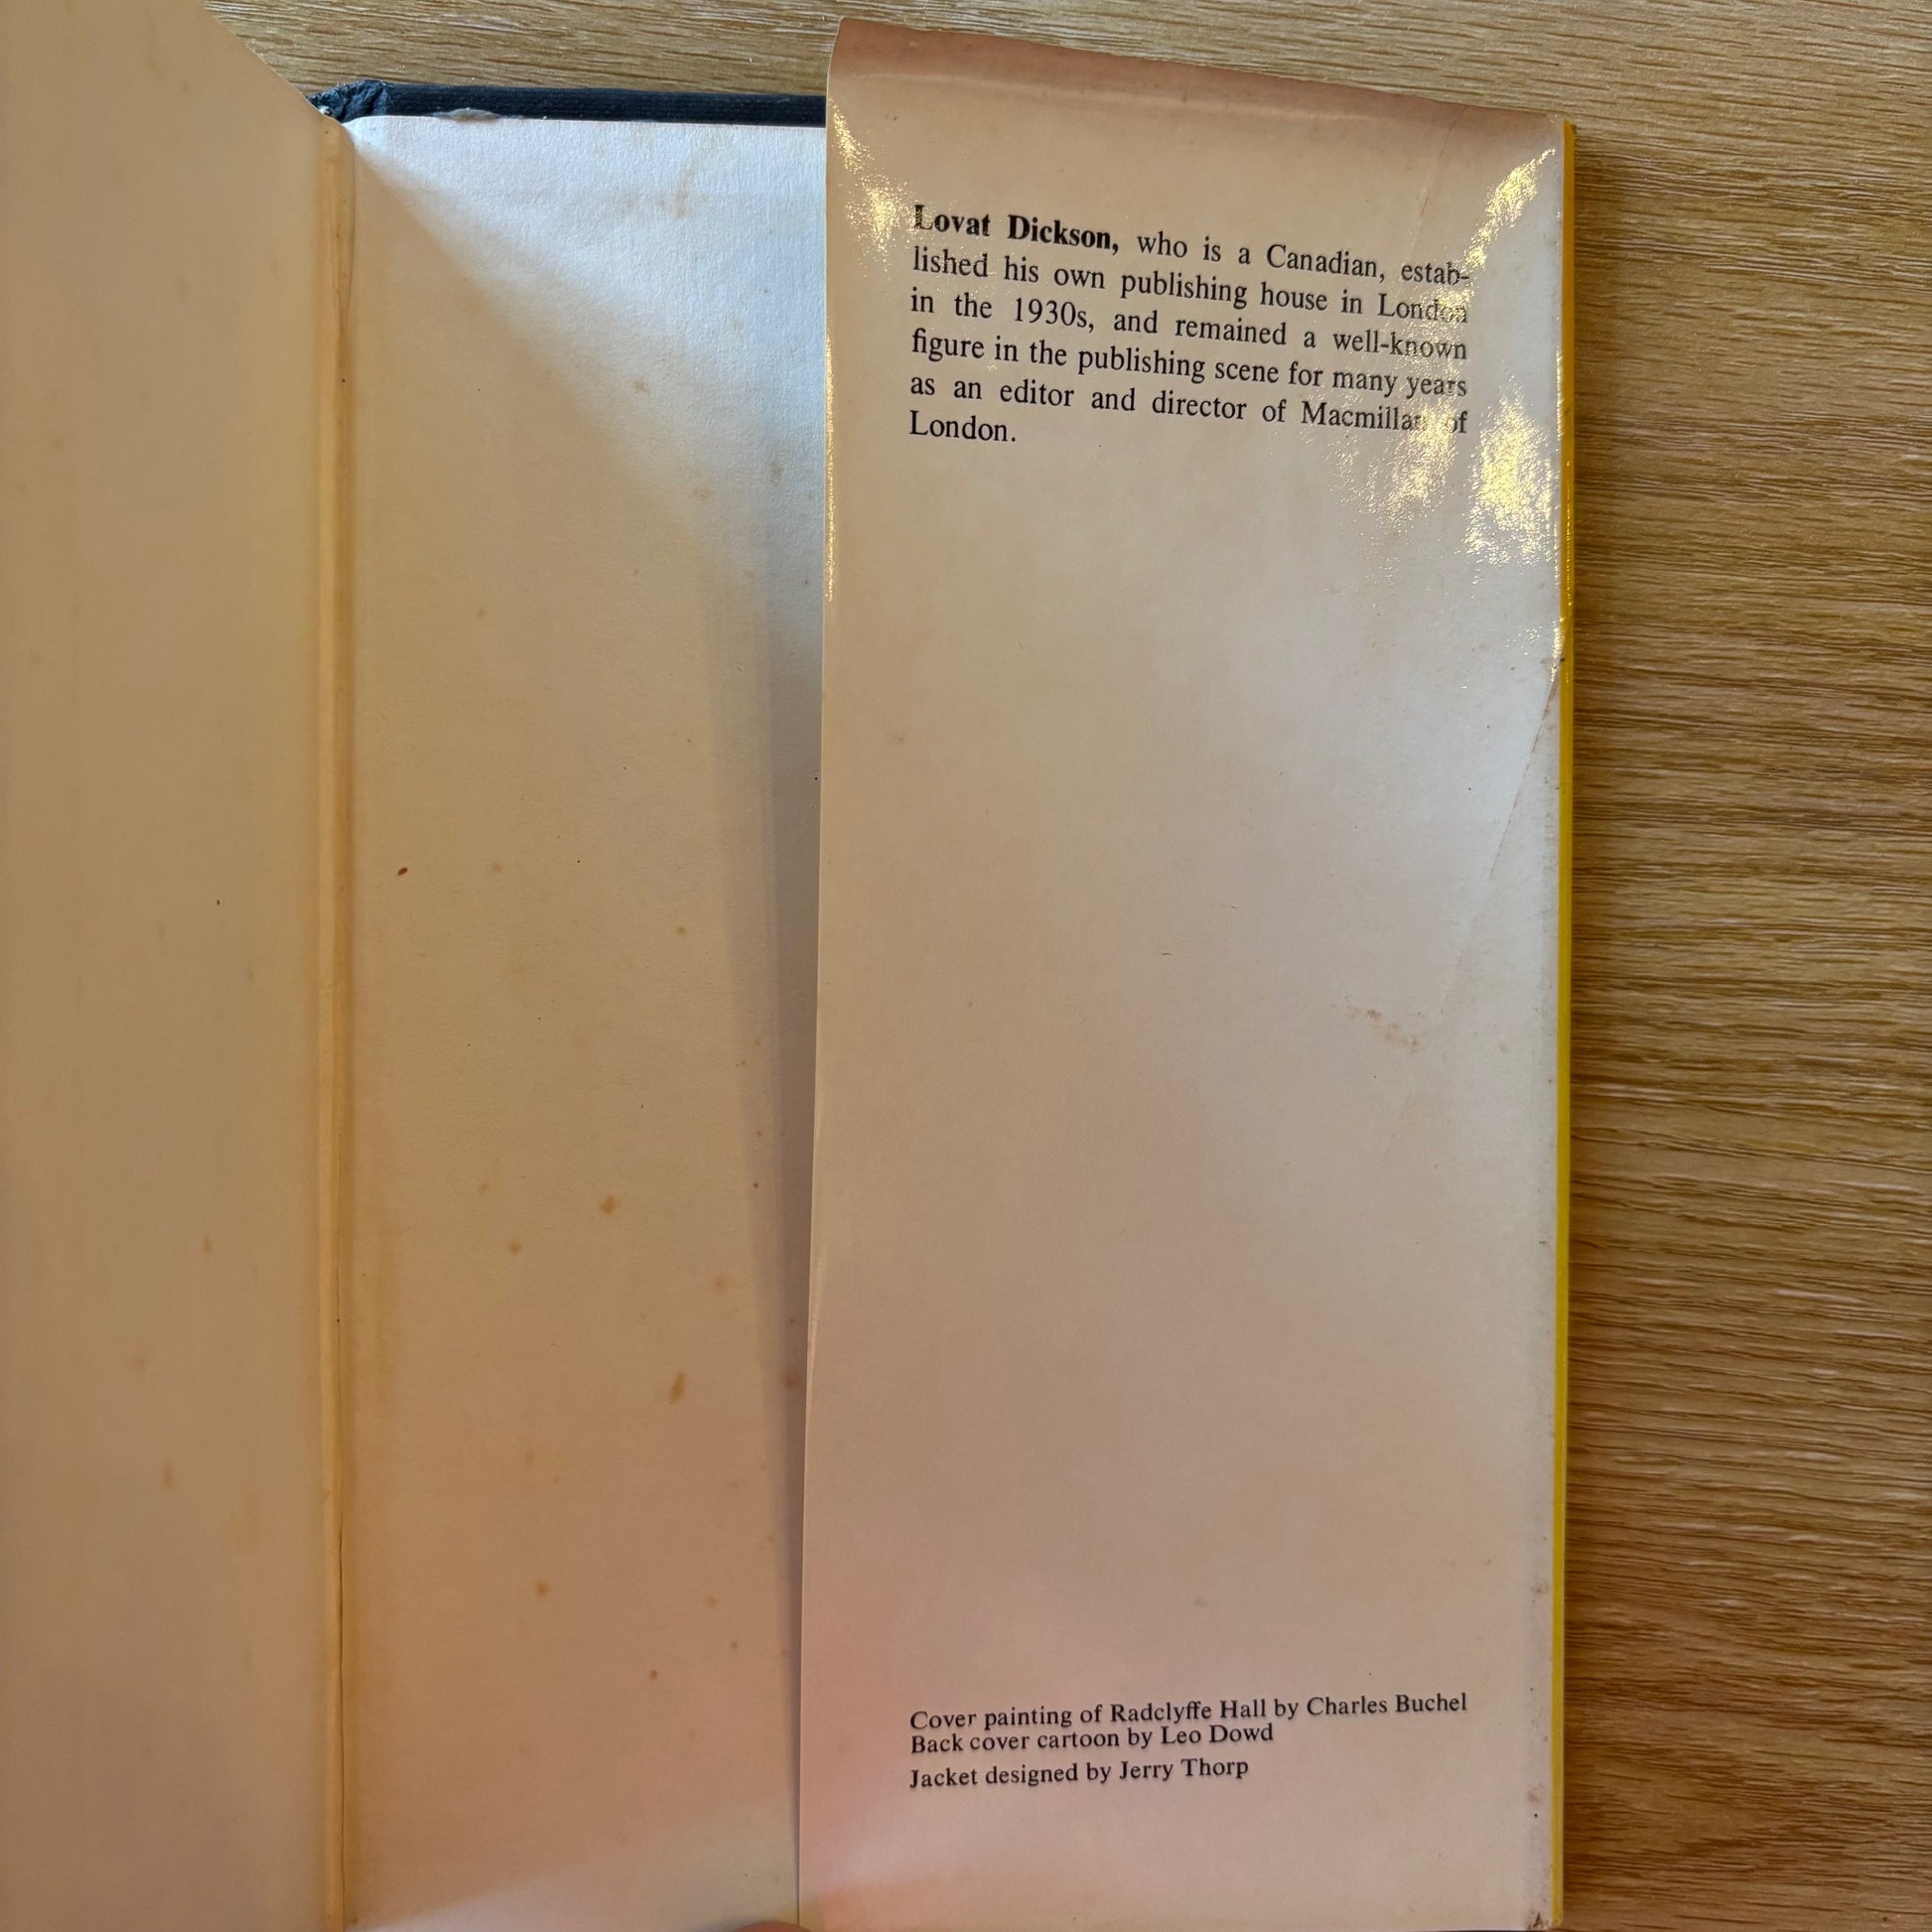 Lovat Dickson, who is a Canadian, estab-
lished his own publishing house in London
in the 1930s, and remained a well-known
figure in the publishing scene for many years
as an editor and director of Macmillan of
London.
Cover painting of Radclyffe Hall by Charles Buchel
Back cover cartoon by Leo Dowd
Jacket designed by Jerry Thorp